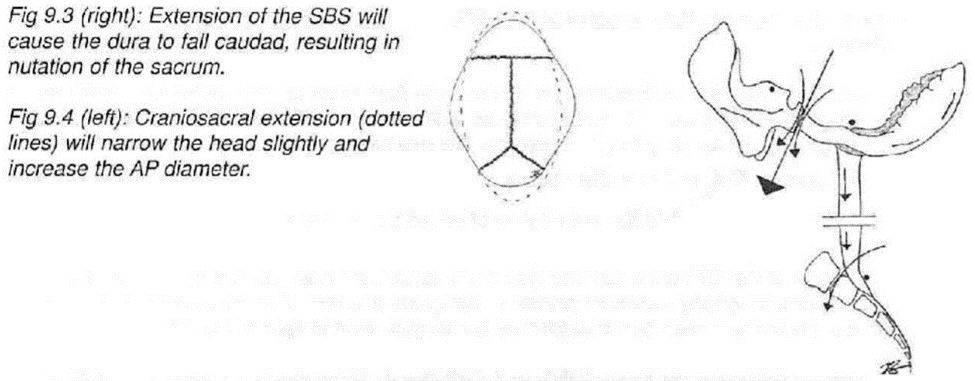 Fig 9.3 (right): Extension of the SBS will
cause the dura to fall caudad, resulting in
nutation of the sacrum.
Fig 9.4 (left): Craniosacral extension (dotted
lines) will narrow the head slightly and
increase the AP diameter.